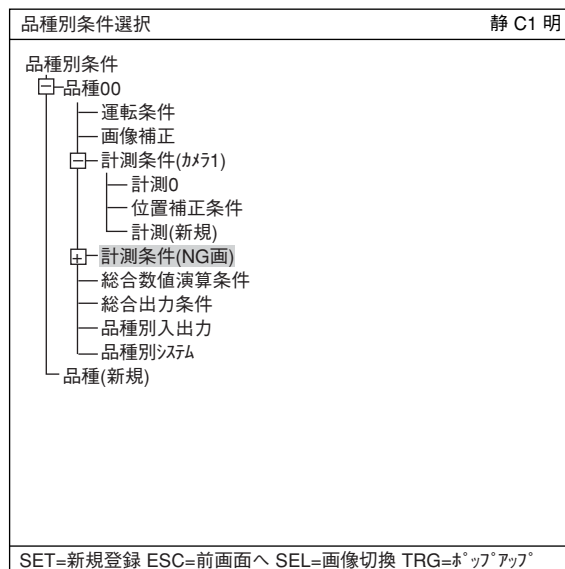 品種別条件選択 静 C1 明
品種別条件
品種00
運転条件
画像補正
計測条件(ｶﾒﾗ1)
計測0
位置補正条件
計測(新規)
計測条件(NG画)
総合数値演算条件
総合出力条件
品種別入出力
品種別ｼｽﾃﾑ
品種(新規)
SET=新規登録 ESC=前画面へ SEL=画像切換 TRG=ﾎﾟｯﾌﾟｱｯﾌﾟ